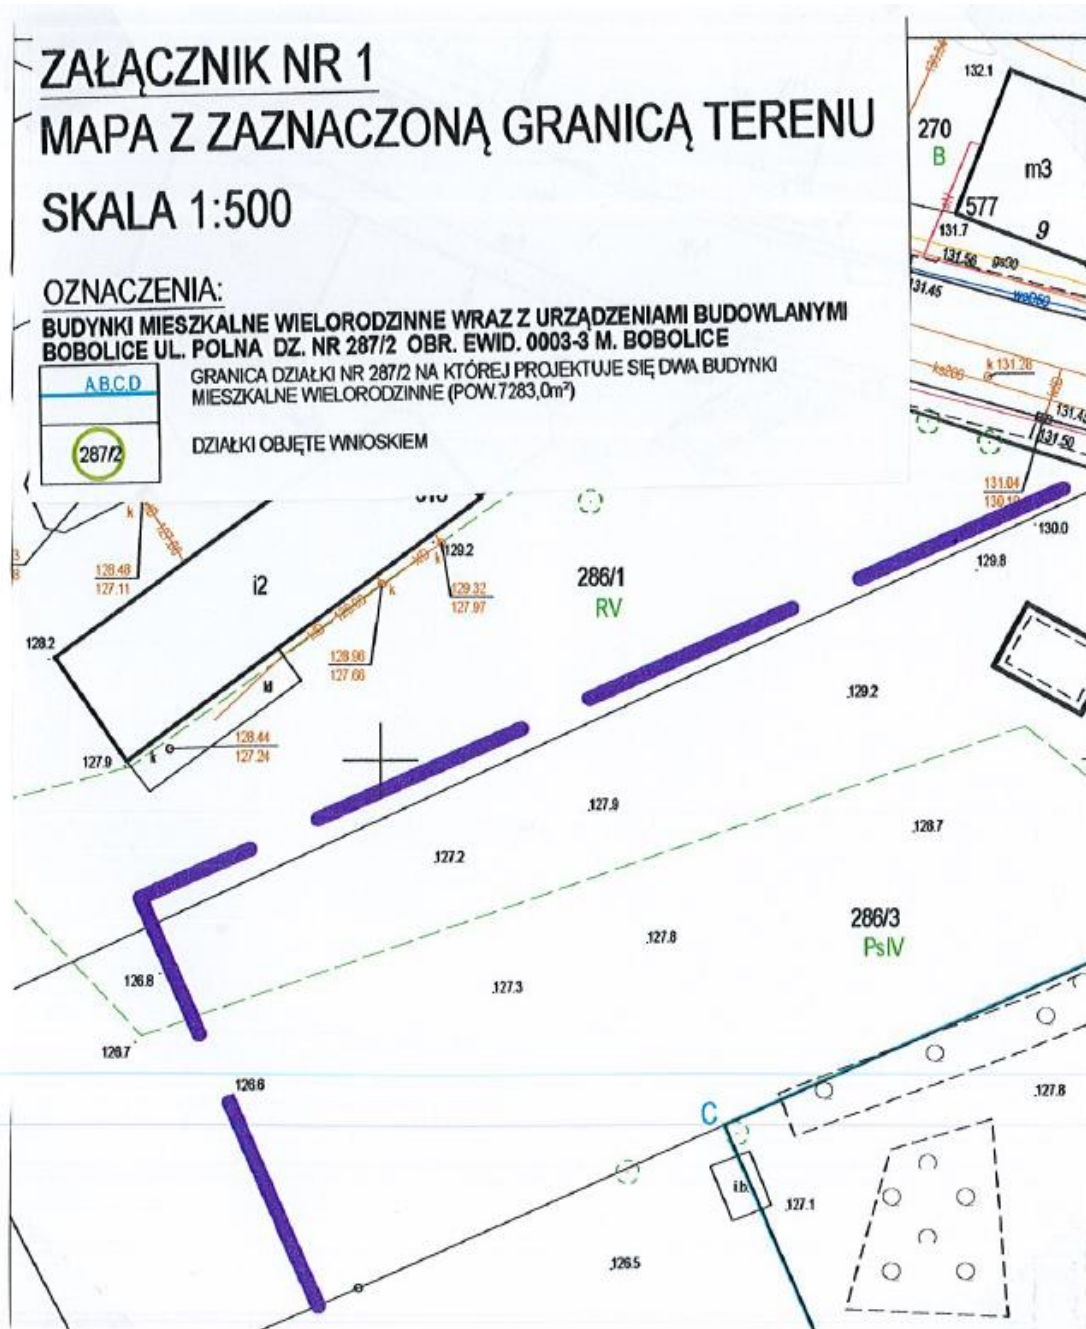 ZAŁĄCZNIK NR 1
MAPA Z ZAZNACZONĄ GRANICĄ TERENU
SKALA 1:500
OZNACZENIA:
BUDYNKI MIESZKALNE WIELORODZINNE WRAZ Z URZĄDZENIAMI BUDOWLANYMI
BOBOLICE UL. POLNA DZ. NR 287/2 OBR. EWID. 0003-3 M. BOBOLICE
A.B.C.D
GRANICA DZIAŁKI NR 287/2 NA KTÓREJ PROJEKTUJE SIĘ DWA BUDYNKI
MIESZKALNE WIELORODZINNE (POW.7283,0m²)
287/2
DZIAŁKI OBJĘTE WNIOSKIEM
132.1
270
B
m3
577
9
131.7
131.56
gs30
131.45
ks200
k 131.28
131.50
131.04
130.0
129.8
k
128.48
127.11
i2
129.2
129.32
127.97
k
286/1
RV
128.2
128.96
127.66
129.2
128.44
127.24
127.9
k
127.9
128.7
127.2
286/3
PsIV
127.8
126.8
127.3
126.7
126.6
127.8
C
i.b.
127.1
126.5